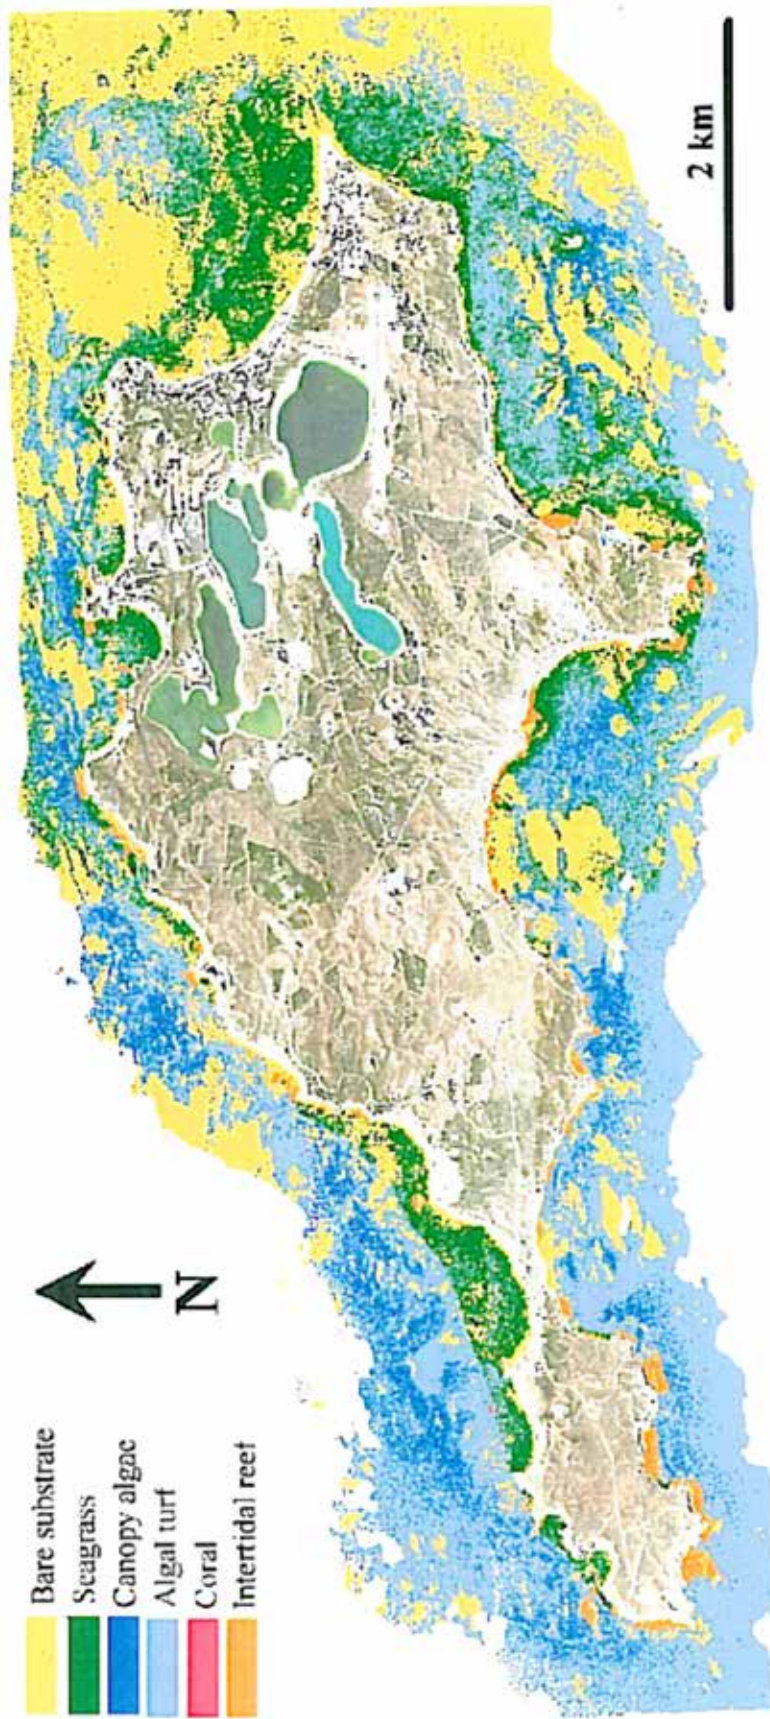 Bare substrate
Seagrass
Canopy algae
Algal turf
Coral
Intertidal reef
N
2 km